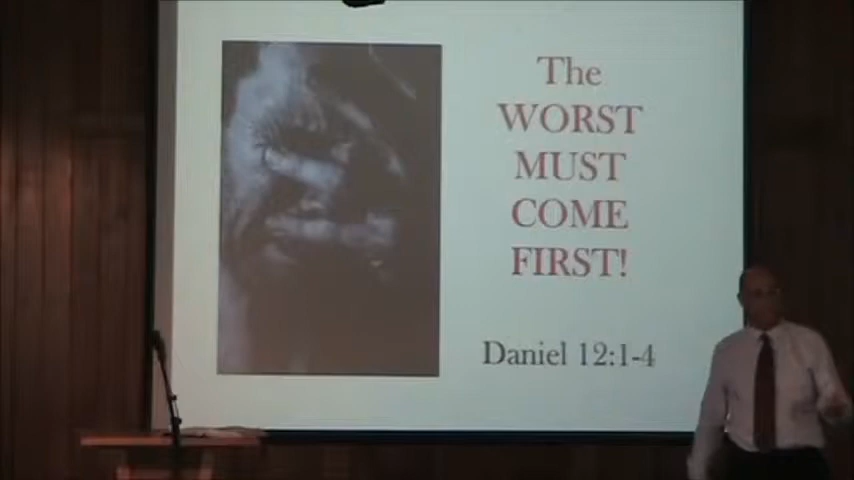 The
WORST
MUST
COME
FIRST!
Daniel 12:1-4